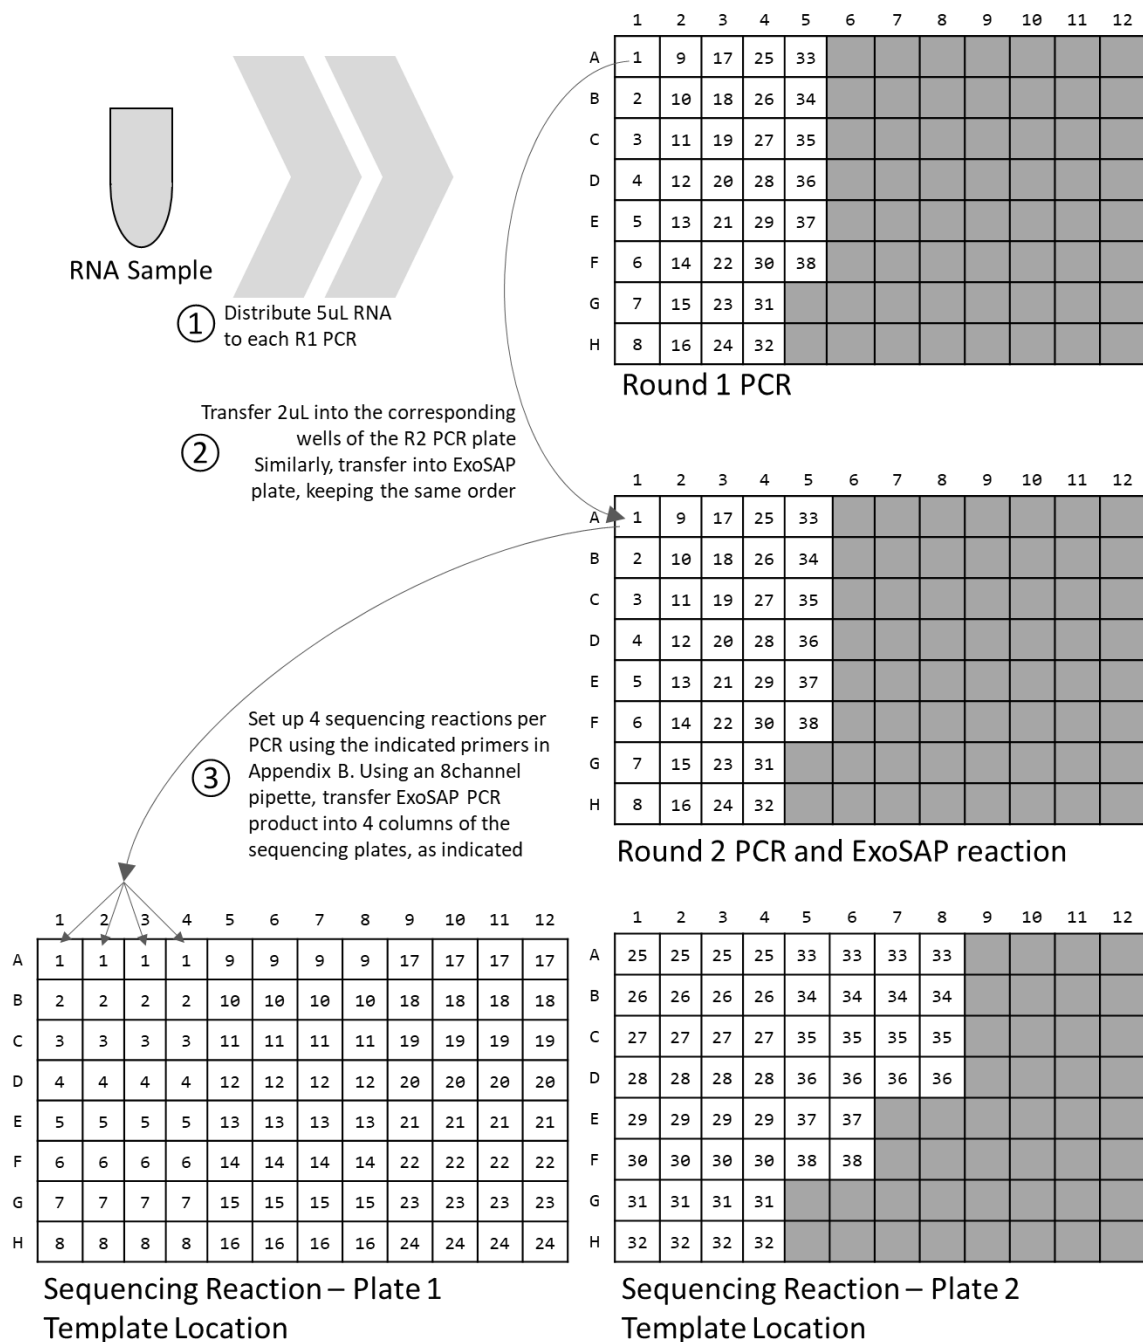 1 2 3 4 5 6 7 8 9 10 11 12
A 1 9 17 25 33
B 2 10 18 26 34
C 3 11 19 27 35
D 4 12 20 28 36
E 5 13 21 29 37
F 6 14 22 30 38
G 7 15 23 31
H 8 16 24 32
Round 1 PCR
RNA Sample
1 Distribute 5uL RNA
to each R1 PCR
2
Transfer 2uL into the corresponding
wells of the R2 PCR plate
Similarly, transfer into ExoSAP
plate, keeping the same order
1 2 3 4 5 6 7 8 9 10 11 12
A 1 9 17 25 33
B 2 10 18 26 34
C 3 11 19 27 35
D 4 12 20 28 36
E 5 13 21 29 37
F 6 14 22 30 38
G 7 15 23 31
H 8 16 24 32
Round 2 PCR and ExoSAP reaction
3
Set up 4 sequencing reactions per
PCR using the indicated primers in
Appendix B. Using an 8channel
pipette, transfer ExoSAP PCR
product into 4 columns of the
sequencing plates, as indicated
1 2 3 4 5 6 7 8 9 10 11 12
A 1 1 1 1 9 9 9 9 17 17 17 17
B 2 2 2 2 10 10 10 10 18 18 18 18
C 3 3 3 3 11 11 11 11 19 19 19 19
D 4 4 4 4 12 12 12 12 20 20 20 20
E 5 5 5 5 13 13 13 13 21 21 21 21
F 6 6 6 6 14 14 14 14 22 22 22 22
G 7 7 7 7 15 15 15 15 23 23 23 23
H 8 8 8 8 16 16 16 16 24 24 24 24
Sequencing Reaction – Plate 1
Template Location
1 2 3 4 5 6 7 8 9 10 11 12
A 25 25 25 25 33 33 33 33
B 26 26 26 26 34 34 34 34
C 27 27 27 27 35 35 35 35
D 28 28 28 28 36 36 36 36
E 29 29 29 29 37 37
F 30 30 30 30 38 38
G 31 31 31 31
H 32 32 32 32
Sequencing Reaction – Plate 2
Template Location